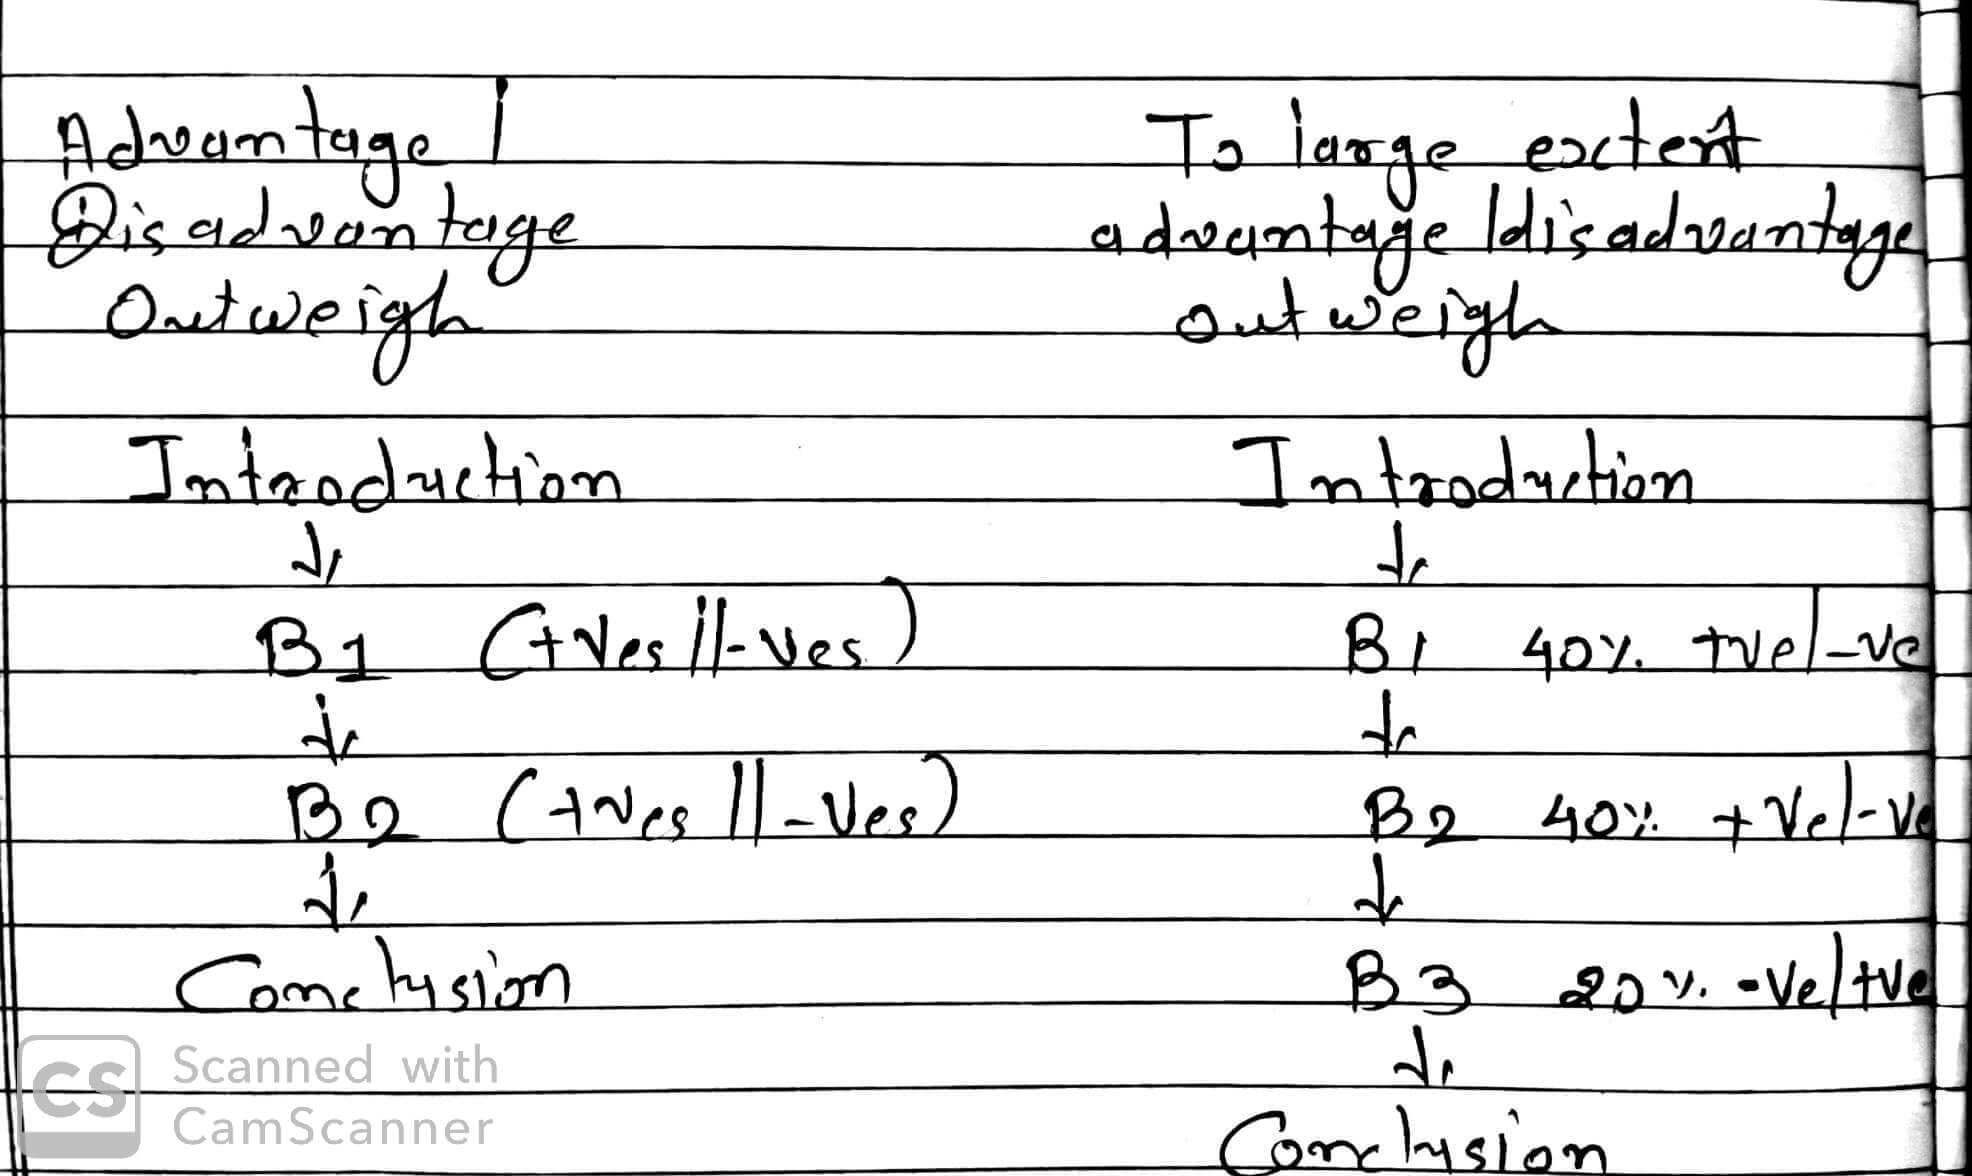 Advantage /
Disadvantage
Outweigh
Introduction
↓
B1 (+ves // -ves)
↓
B2 (+ves // -ves)
↓
Conclusion
To large extent
advantage / disadvantage
outweigh
Introduction
↓
B1 40% +ve/-ve
↓
B2 40% +ve/-ve
↓
B3 20% -ve/+ve
↓
Conclusion
CS
Scanned with
CamScanner